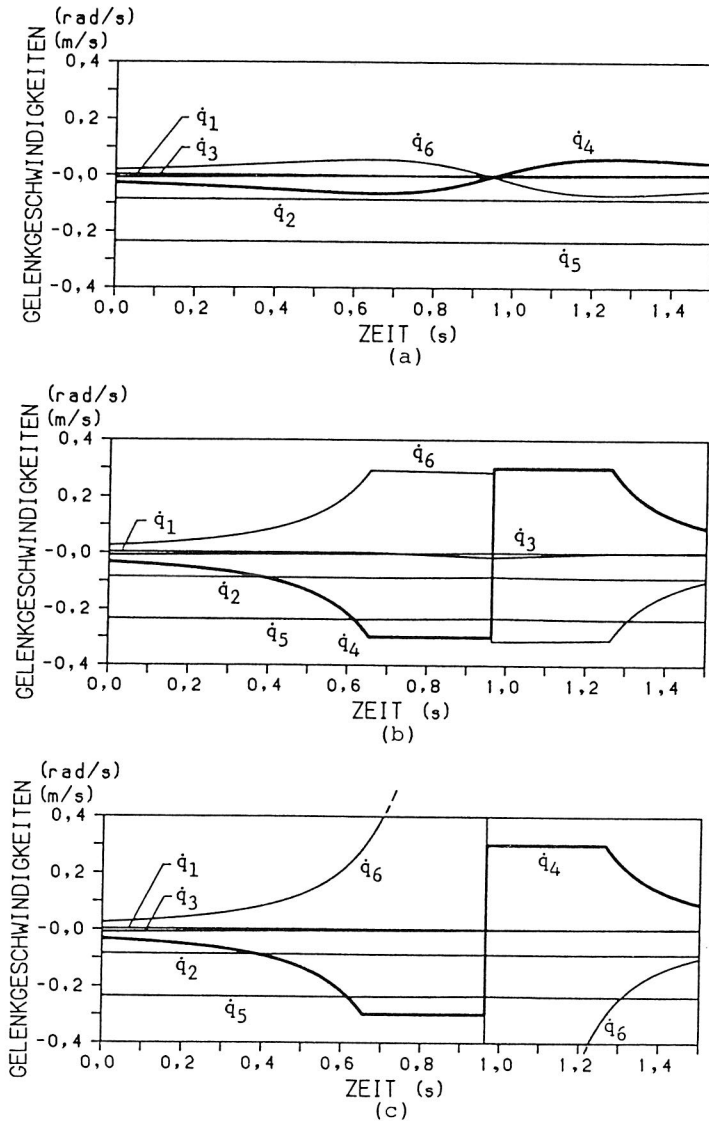 (rad/s)
(m/s)
GELENKGESCHWINDIGKEITEN
0,4
0,2
-0,0
-0,2
-0,4
q̇1
q̇3
q̇6
q̇4
q̇2
q̇5
0,0 0,2 0,4 0,6 0,8 1,0 1,2 1,4
ZEIT (s)
(a)
(rad/s)
(m/s)
GELENKGESCHWINDIGKEITEN
0,4
0,2
-0,0
-0,2
-0,4
q̇6
q̇1
q̇3
q̇2
q̇5 q̇4
0,0 0,2 0,4 0,6 0,8 1,0 1,2 1,4
ZEIT (s)
(b)
(rad/s)
(m/s)
GELENKGESCHWINDIGKEITEN
0,4
0,2
-0,0
-0,2
-0,4
q̇1
q̇3
q̇6
q̇4
q̇2
q̇5
q̇6
0,0 0,2 0,4 0,6 0,8 1,0 1,2 1,4
ZEIT (s)
(c)